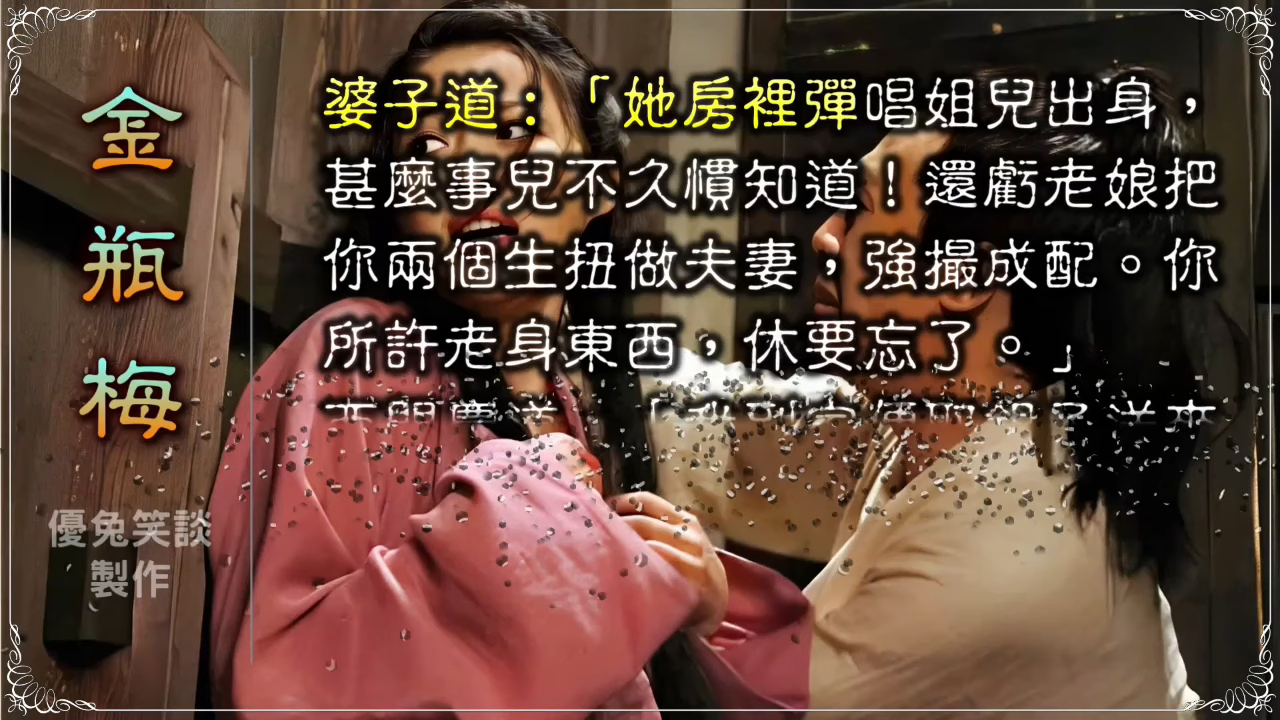 金瓶梅
優兔笑談
製作
婆子道:「她房裡彈唱姐兒出身,
甚麼事兒不久慣知道!還虧老娘把
你兩個生扭做夫妻,強撮成配。你
所許老身東西,休要忘了。」